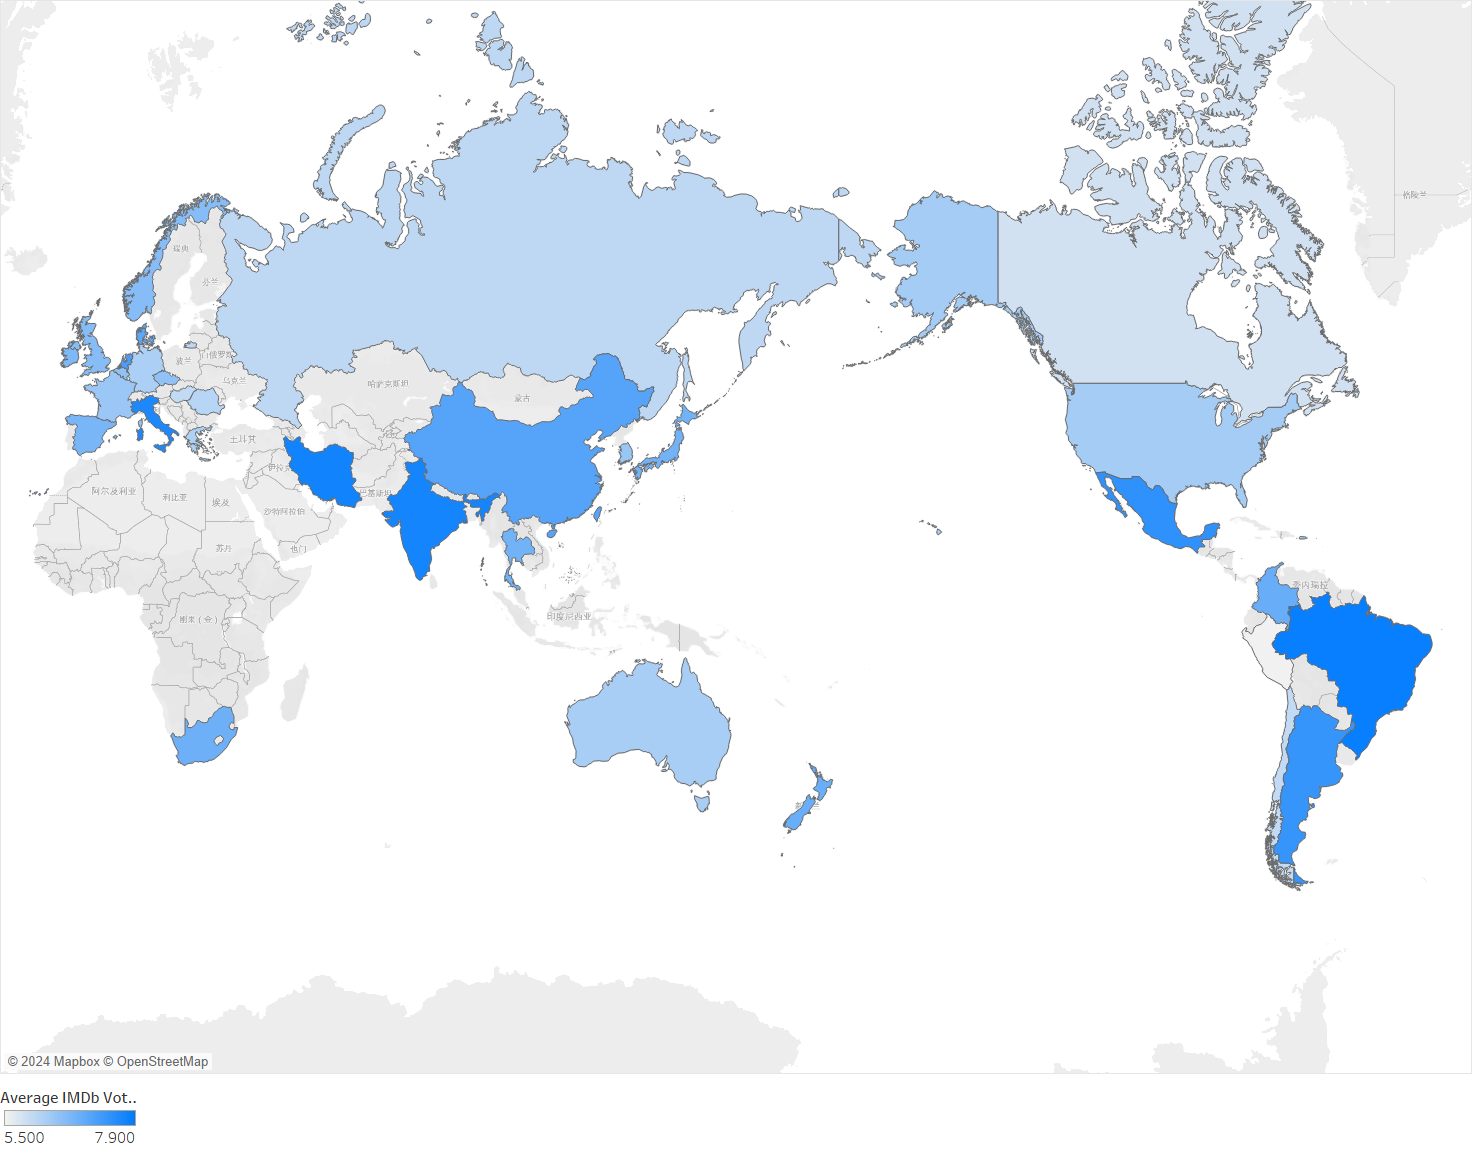 格陵兰
瑞典
芬兰
波兰
白俄罗斯
乌克兰
哈萨克斯坦
蒙古
土耳其
伊拉克
巴基斯坦
阿尔及利亚
利比亚
埃及
沙特阿拉伯
苏丹
也门
委内瑞拉
刚果 (金)
印度尼西亚
© 2024 Mapbox © OpenStreetMap
Average IMDb Vot..
5.500 7.900